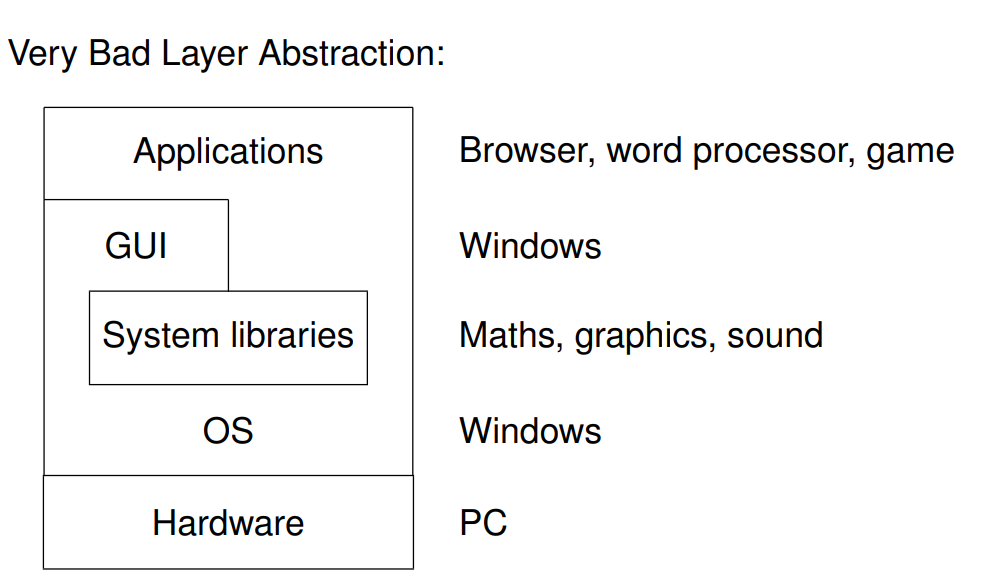 Very Bad Layer Abstraction:
Applications Browser, word processor, game
GUI Windows
System libraries Maths, graphics, sound
OS Windows
Hardware PC